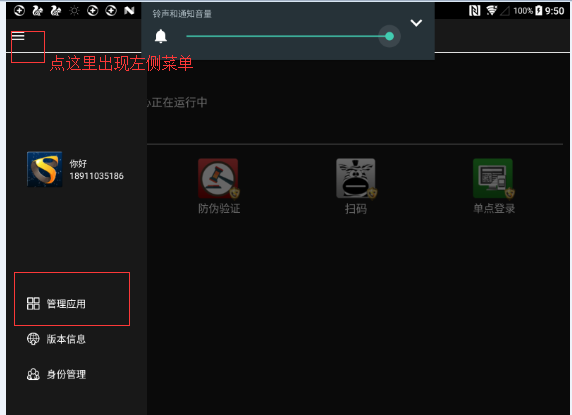 铃声和通知音量
100%
9:50
点这里出现左侧菜单
心正在运行中
你好
18911035186
防伪验证
扫码
单点登录
管理应用
版本信息
身份管理